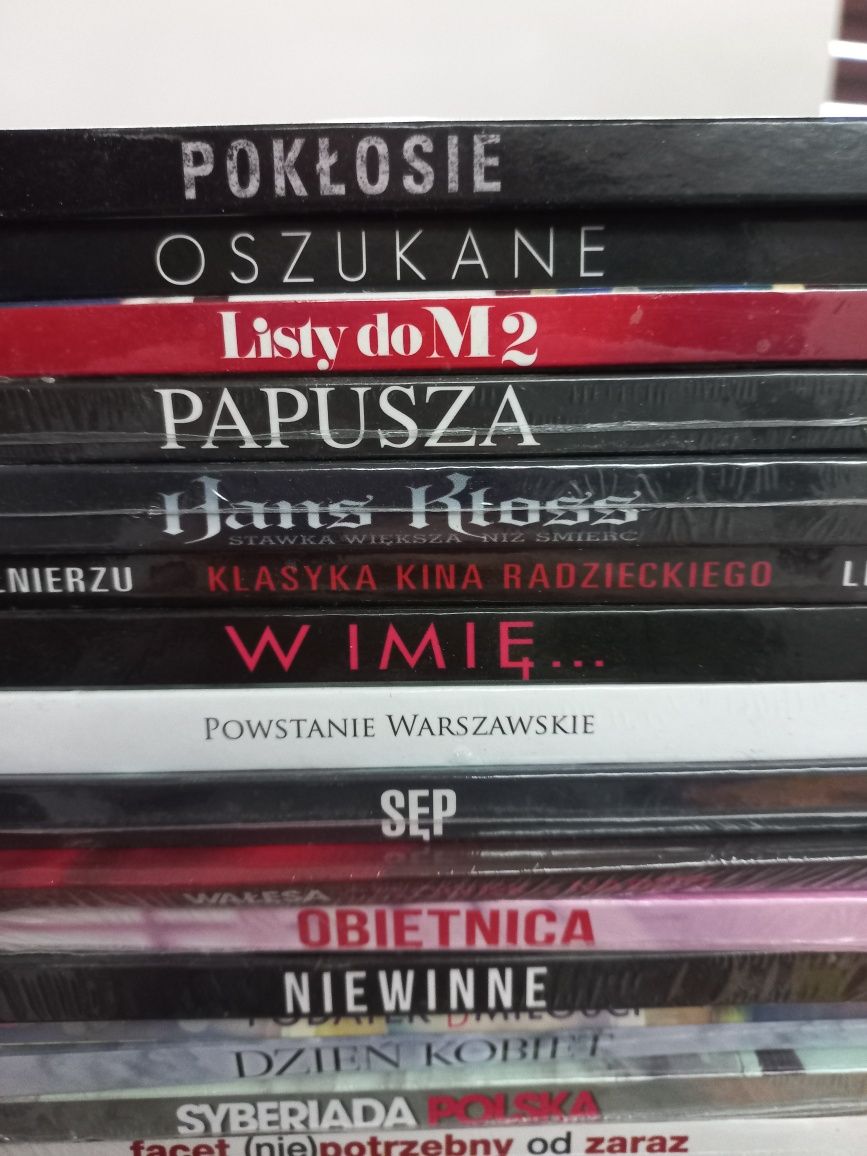 POKŁOSIE
OSZUKANE
Listy do M 2
PAPUSZA
Hans Kloss
STAWKA WIĘKSZA NIŻ ŚMIERĆ
ŁNIERZU KLASYKA KINA RADZIECKIEGO
W IMIĘ...
POWSTANIE WARSZAWSKIE
SĘP
WAŁĘSA
OBIETNICA
NIEWINNE
DZIEŃ KOBIET
SYBERIADA POLSKA
facet (nie)potrzebny od zaraz